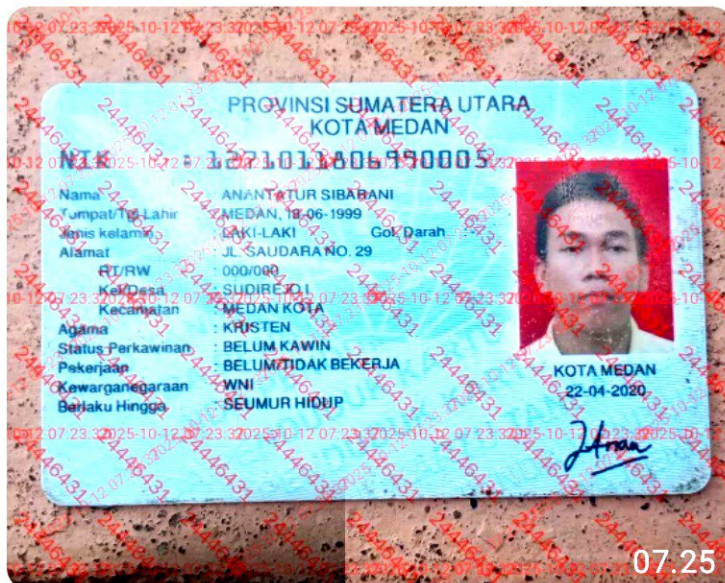 PROVINSI SUMATERA UTARA
KOTA MEDAN
NIK : 1271011806990005
Nama : ANANTATUR SIBARANI
Tempat/Tgl Lahir : MEDAN, 18-06-1999
Jenis kelamin : LAKI-LAKI Gol. Darah : -
Alamat : JL. SAUDARA NO. 29
RT/RW : 000/000
Kel/Desa : SUDIREJO I
Kecamatan : MEDAN KOTA
Agama : KRISTEN
Status Perkawinan : BELUM KAWIN
Pekerjaan : BELUM/TIDAK BEKERJA
Kewarganegaraan : WNI
Berlaku Hingga : SEUMUR HIDUP
KOTA MEDAN
22-04-2020
24446431
2025-10-12 07:23:32
07.25